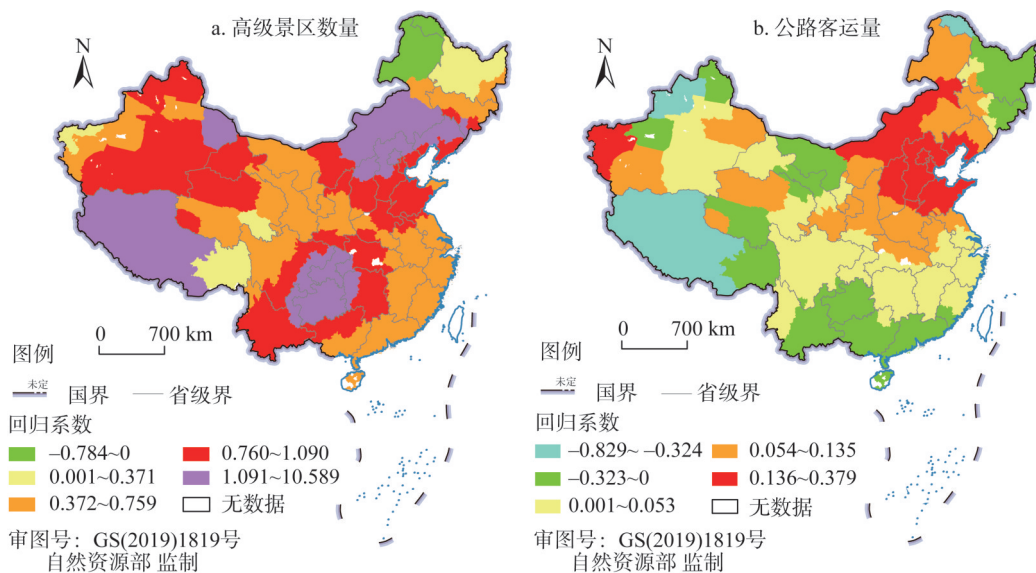 a. 高级景区数量
N
0 700 km
图例
未定 国界 省级界
回归系数
–0.784~0 0.760~1.090
0.001~0.371 1.091~10.589
0.372~0.759 无数据
审图号：GS(2019)1819号
自然资源部 监制
b. 公路客运量
N
0 700 km
图例
未定 国界 省级界
回归系数
–0.829~ –0.324 0.054~0.135
–0.323~0 0.136~0.379
0.001~0.053 无数据
审图号：GS(2019)1819号
自然资源部 监制